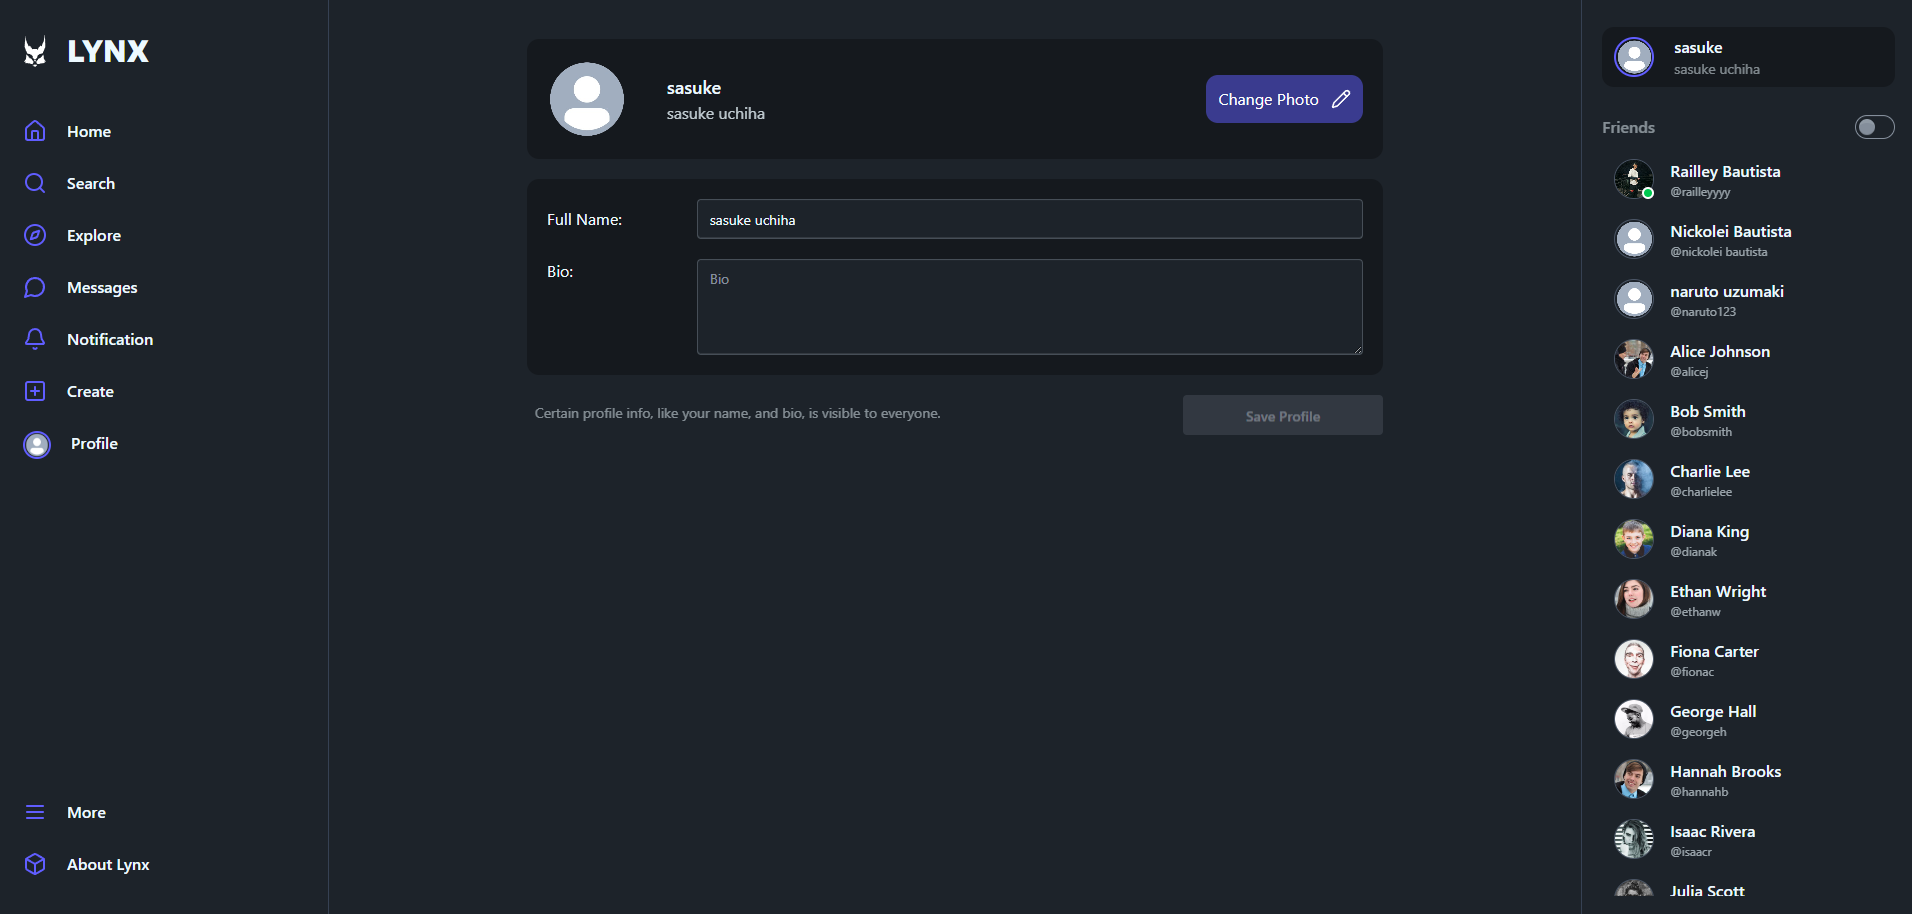 LYNX
Home
Search
Explore
Messages
Notification
Create
Profile
More
About Lynx
sasuke
sasuke uchiha
Change Photo
Full Name:
sasuke uchiha
Bio:
Bio
Certain profile info, like your name, and bio, is visible to everyone.
Save Profile
sasuke
sasuke uchiha
Friends
Railley Bautista
@railleyyyy
Nickolei Bautista
@nickolei bautista
naruto uzumaki
@naruto123
Alice Johnson
@alicej
Bob Smith
@bobsmith
Charlie Lee
@charlielee
Diana King
@dianak
Ethan Wright
@ethanw
Fiona Carter
@fionac
George Hall
@georgeh
Hannah Brooks
@hannahb
Isaac Rivera
@isaacr
Julia Scott